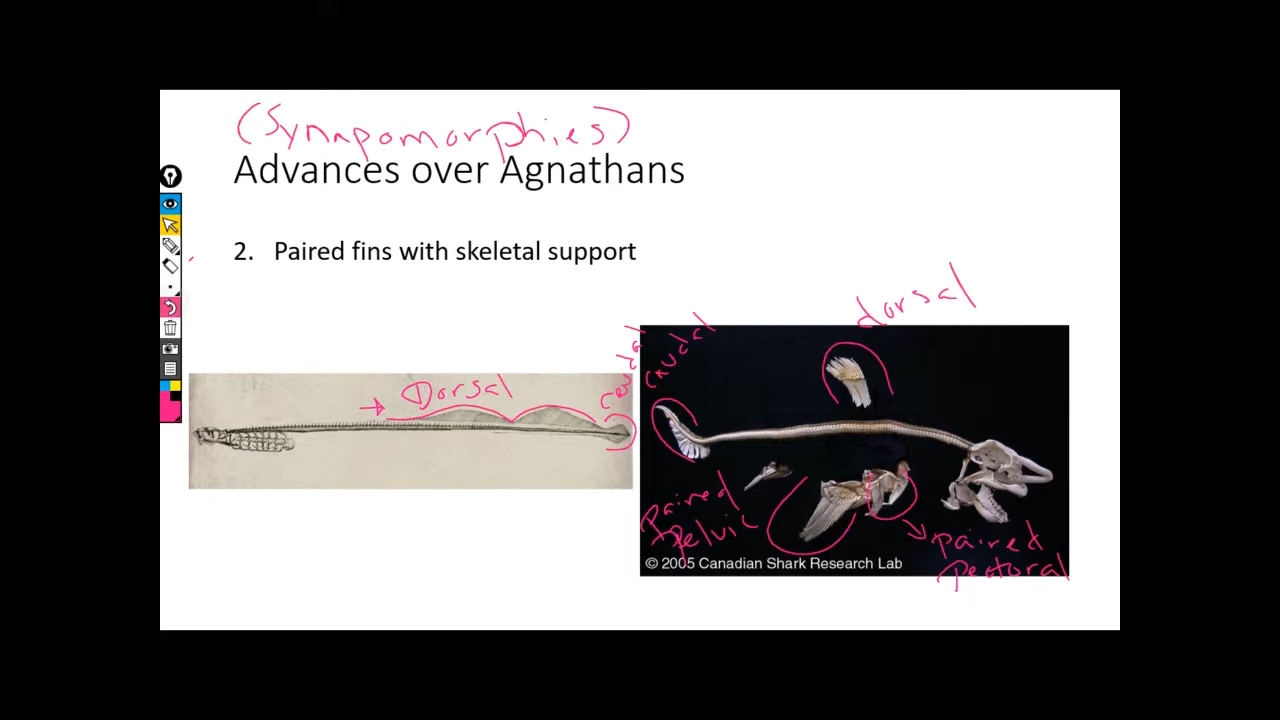 (Synapomorphies)
Advances over Agnathans
2. Paired fins with skeletal support
dorsal
caudal
caudal
Dorsal
Paired
pelvic
paired
Pectoral
© 2005 Canadian Shark Research Lab